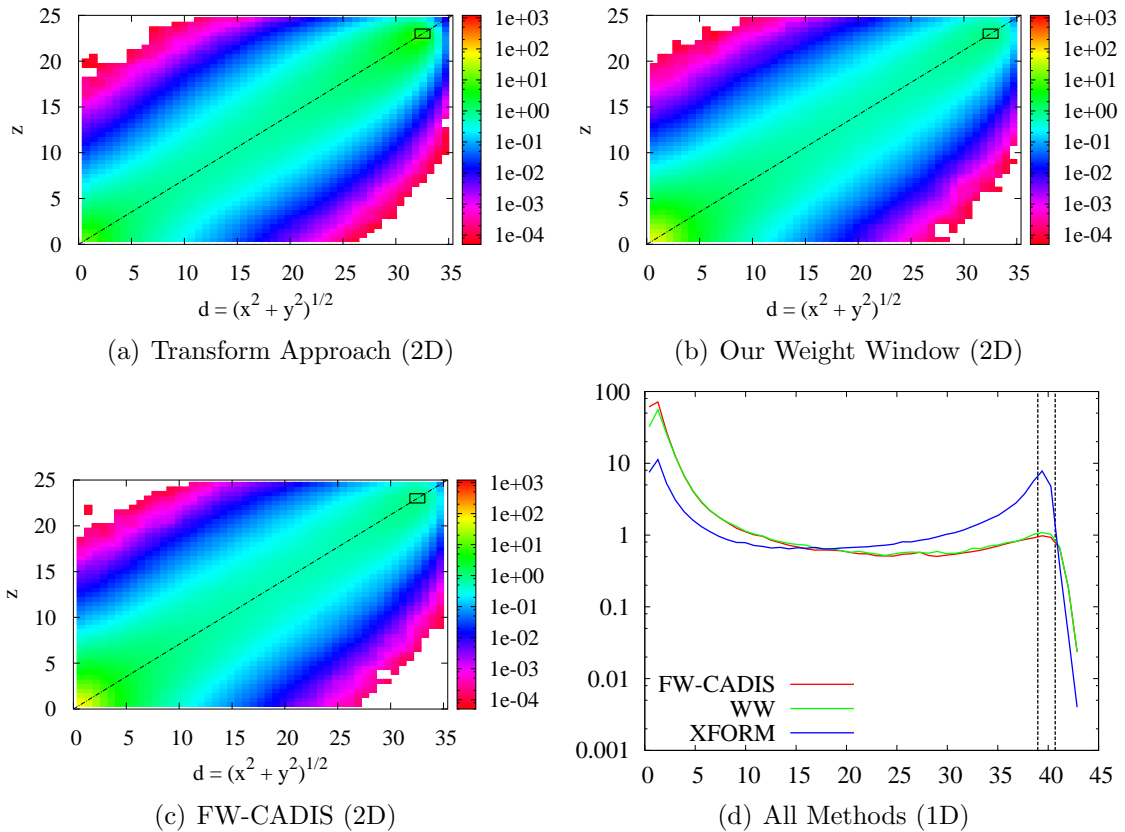 25
20
15
10
5
0
z
0 5 10 15 20 25 30 35
d = (x² + y²)^1/2
1e+03
1e+02
1e+01
1e+00
1e-01
1e-02
1e-03
1e-04
(a) Transform Approach (2D)
25
20
15
10
5
0
z
0 5 10 15 20 25 30 35
d = (x² + y²)^1/2
1e+03
1e+02
1e+01
1e+00
1e-01
1e-02
1e-03
1e-04
(b) Our Weight Window (2D)
25
20
15
10
5
0
z
0 5 10 15 20 25 30 35
d = (x² + y²)^1/2
1e+03
1e+02
1e+01
1e+00
1e-01
1e-02
1e-03
1e-04
(c) FW-CADIS (2D)
100
10
1
0.1
0.01
0.001
FW-CADIS
WW
XFORM
0 5 10 15 20 25 30 35 40 45
(d) All Methods (1D)